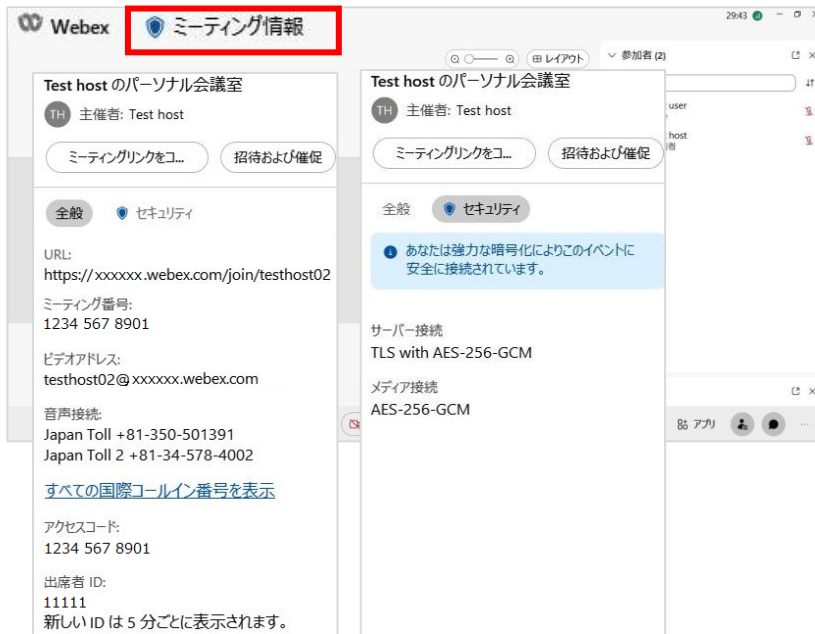 Webex
ミーティング情報
29:43
レイアウト
参加者 (2)
user
host
Test host のパーソナル会議室
TH 主催者: Test host
ミーティングリンクをコ...
招待および催促
全般
セキュリティ
URL:
https://xxxxxx.webex.com/join/testhost02
ミーティング番号:
1234 567 8901
ビデオアドレス:
testhost02@xxxxxx.webex.com
音声接続:
Japan Toll +81-350-501391
Japan Toll 2 +81-34-578-4002
すべての国際コールイン番号を表示
アクセスコード:
1234 567 8901
出席者 ID:
11111
新しい ID は 5 分ごとに表示されます。
Test host のパーソナル会議室
TH 主催者: Test host
ミーティングリンクをコ...
招待および催促
全般
セキュリティ
あなたは強力な暗号化によりこのイベントに
安全に接続されています。
サーバー接続
TLS with AES-256-GCM
メディア接続
AES-256-GCM
アプリ